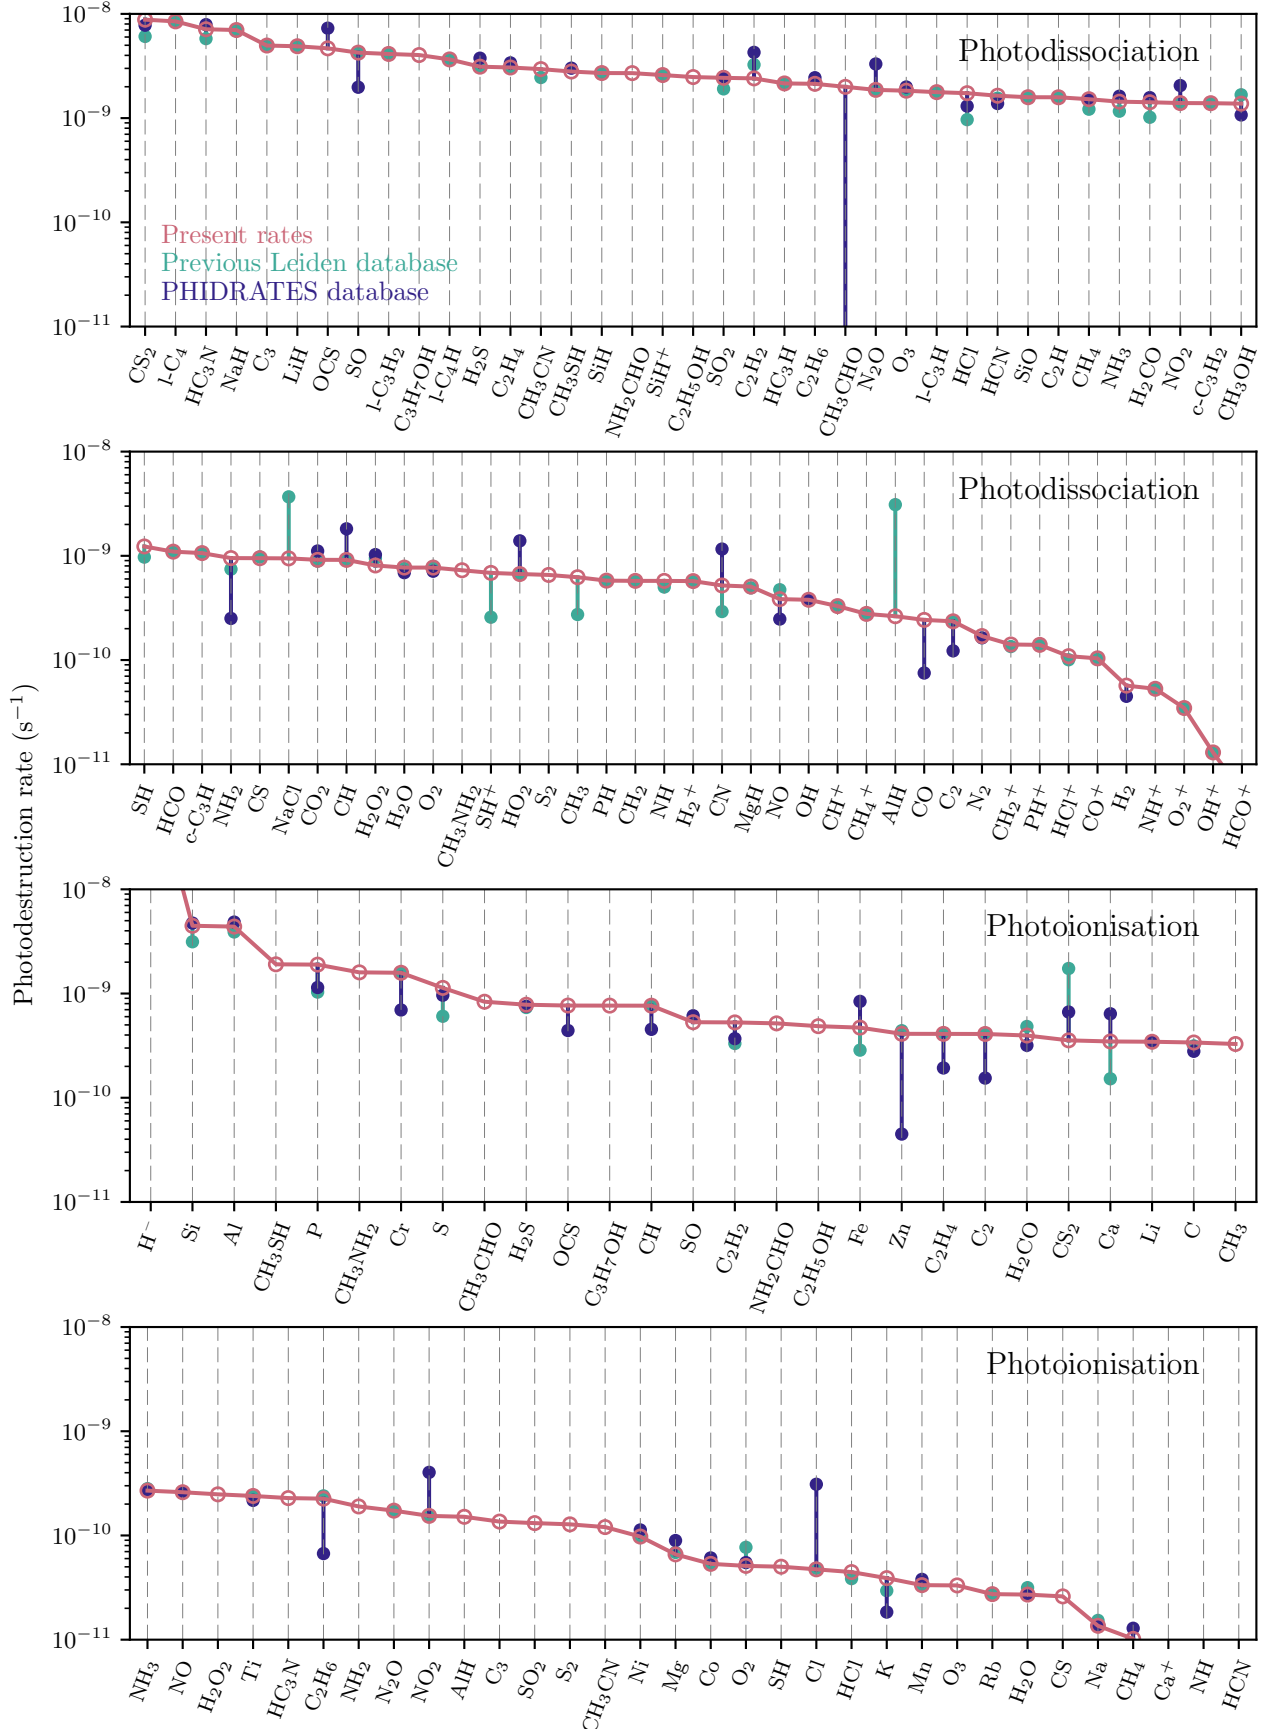 Photodestruction rate (s⁻¹)
10⁻⁸
10⁻⁹
10⁻¹⁰
10⁻¹¹
Photodissociation
Present rates
Previous Leiden database
PHIDRATES database
CS₂ l-C₄ HC₃N NaH C₃ LiH OCS SO l-C₃H₂ C₃H₇OH l-C₄H H₂S C₂H₄ CH₃CN CH₃SH SiH NH₂CHO SiH+ C₂H₅OH SO₂ C₂H₂ HC₃H C₂H₆ CH₃CHO N₂O O₃ l-C₃H HCl HCN SiO C₂H CH₄ NH₃ H₂CO NO₂ c-C₃H₂ CH₃OH
10⁻⁸
10⁻⁹
10⁻¹⁰
10⁻¹¹
Photodissociation
SH HCO c-C₃H NH₂ CS NaCl CO₂ CH H₂O₂ H₂O O₂ CH₃NH₂ SH+ HO₂ S₂ CH₃ PH CH₂ NH H₂+ CN MgH NO OH CH+ CH₄+ AlH CO C₂ N₂ CH₂+ PH+ HCl+ CO+ H₂ NH+ O₂+ OH+ HCO+
10⁻⁸
10⁻⁹
10⁻¹⁰
10⁻¹¹
Photoionisation
H⁻ Si Al CH₃SH P CH₃NH₂ Cr S CH₃CHO H₂S OCS C₃H₇OH CH SO C₂H₂ NH₂CHO C₂H₅OH Fe Zn C₂H₄ C₂ H₂CO CS₂ Ca Li C CH₃
10⁻⁸
10⁻⁹
10⁻¹⁰
10⁻¹¹
Photoionisation
NH₃ NO H₂O₂ Ti HC₃N C₂H₆ NH₂ N₂O NO₂ AlH C₃ SO₂ S₂ CH₃CN Ni Mg Co O₂ SH Cl HCl K Mn O₃ Rb H₂O CS Na CH₄ Ca+ NH HCN